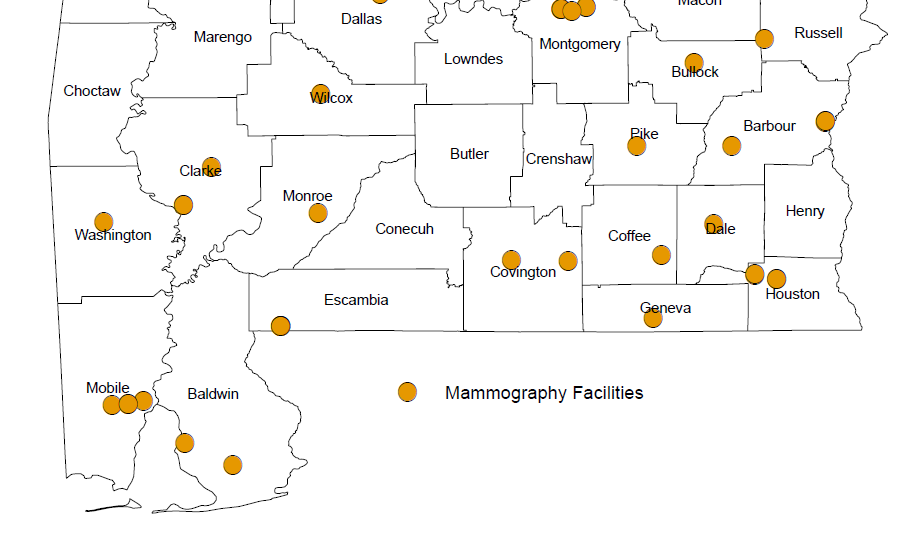 Macon
Dallas
Russell
Marengo
Montgomery
Lowndes
Bullock
Choctaw
Wilcox
Barbour
Pike
Butler
Crenshaw
Clarke
Monroe
Henry
Conecuh
Dale
Washington
Coffee
Covington
Houston
Escambia
Geneva
Mobile
Baldwin
Mammography Facilities